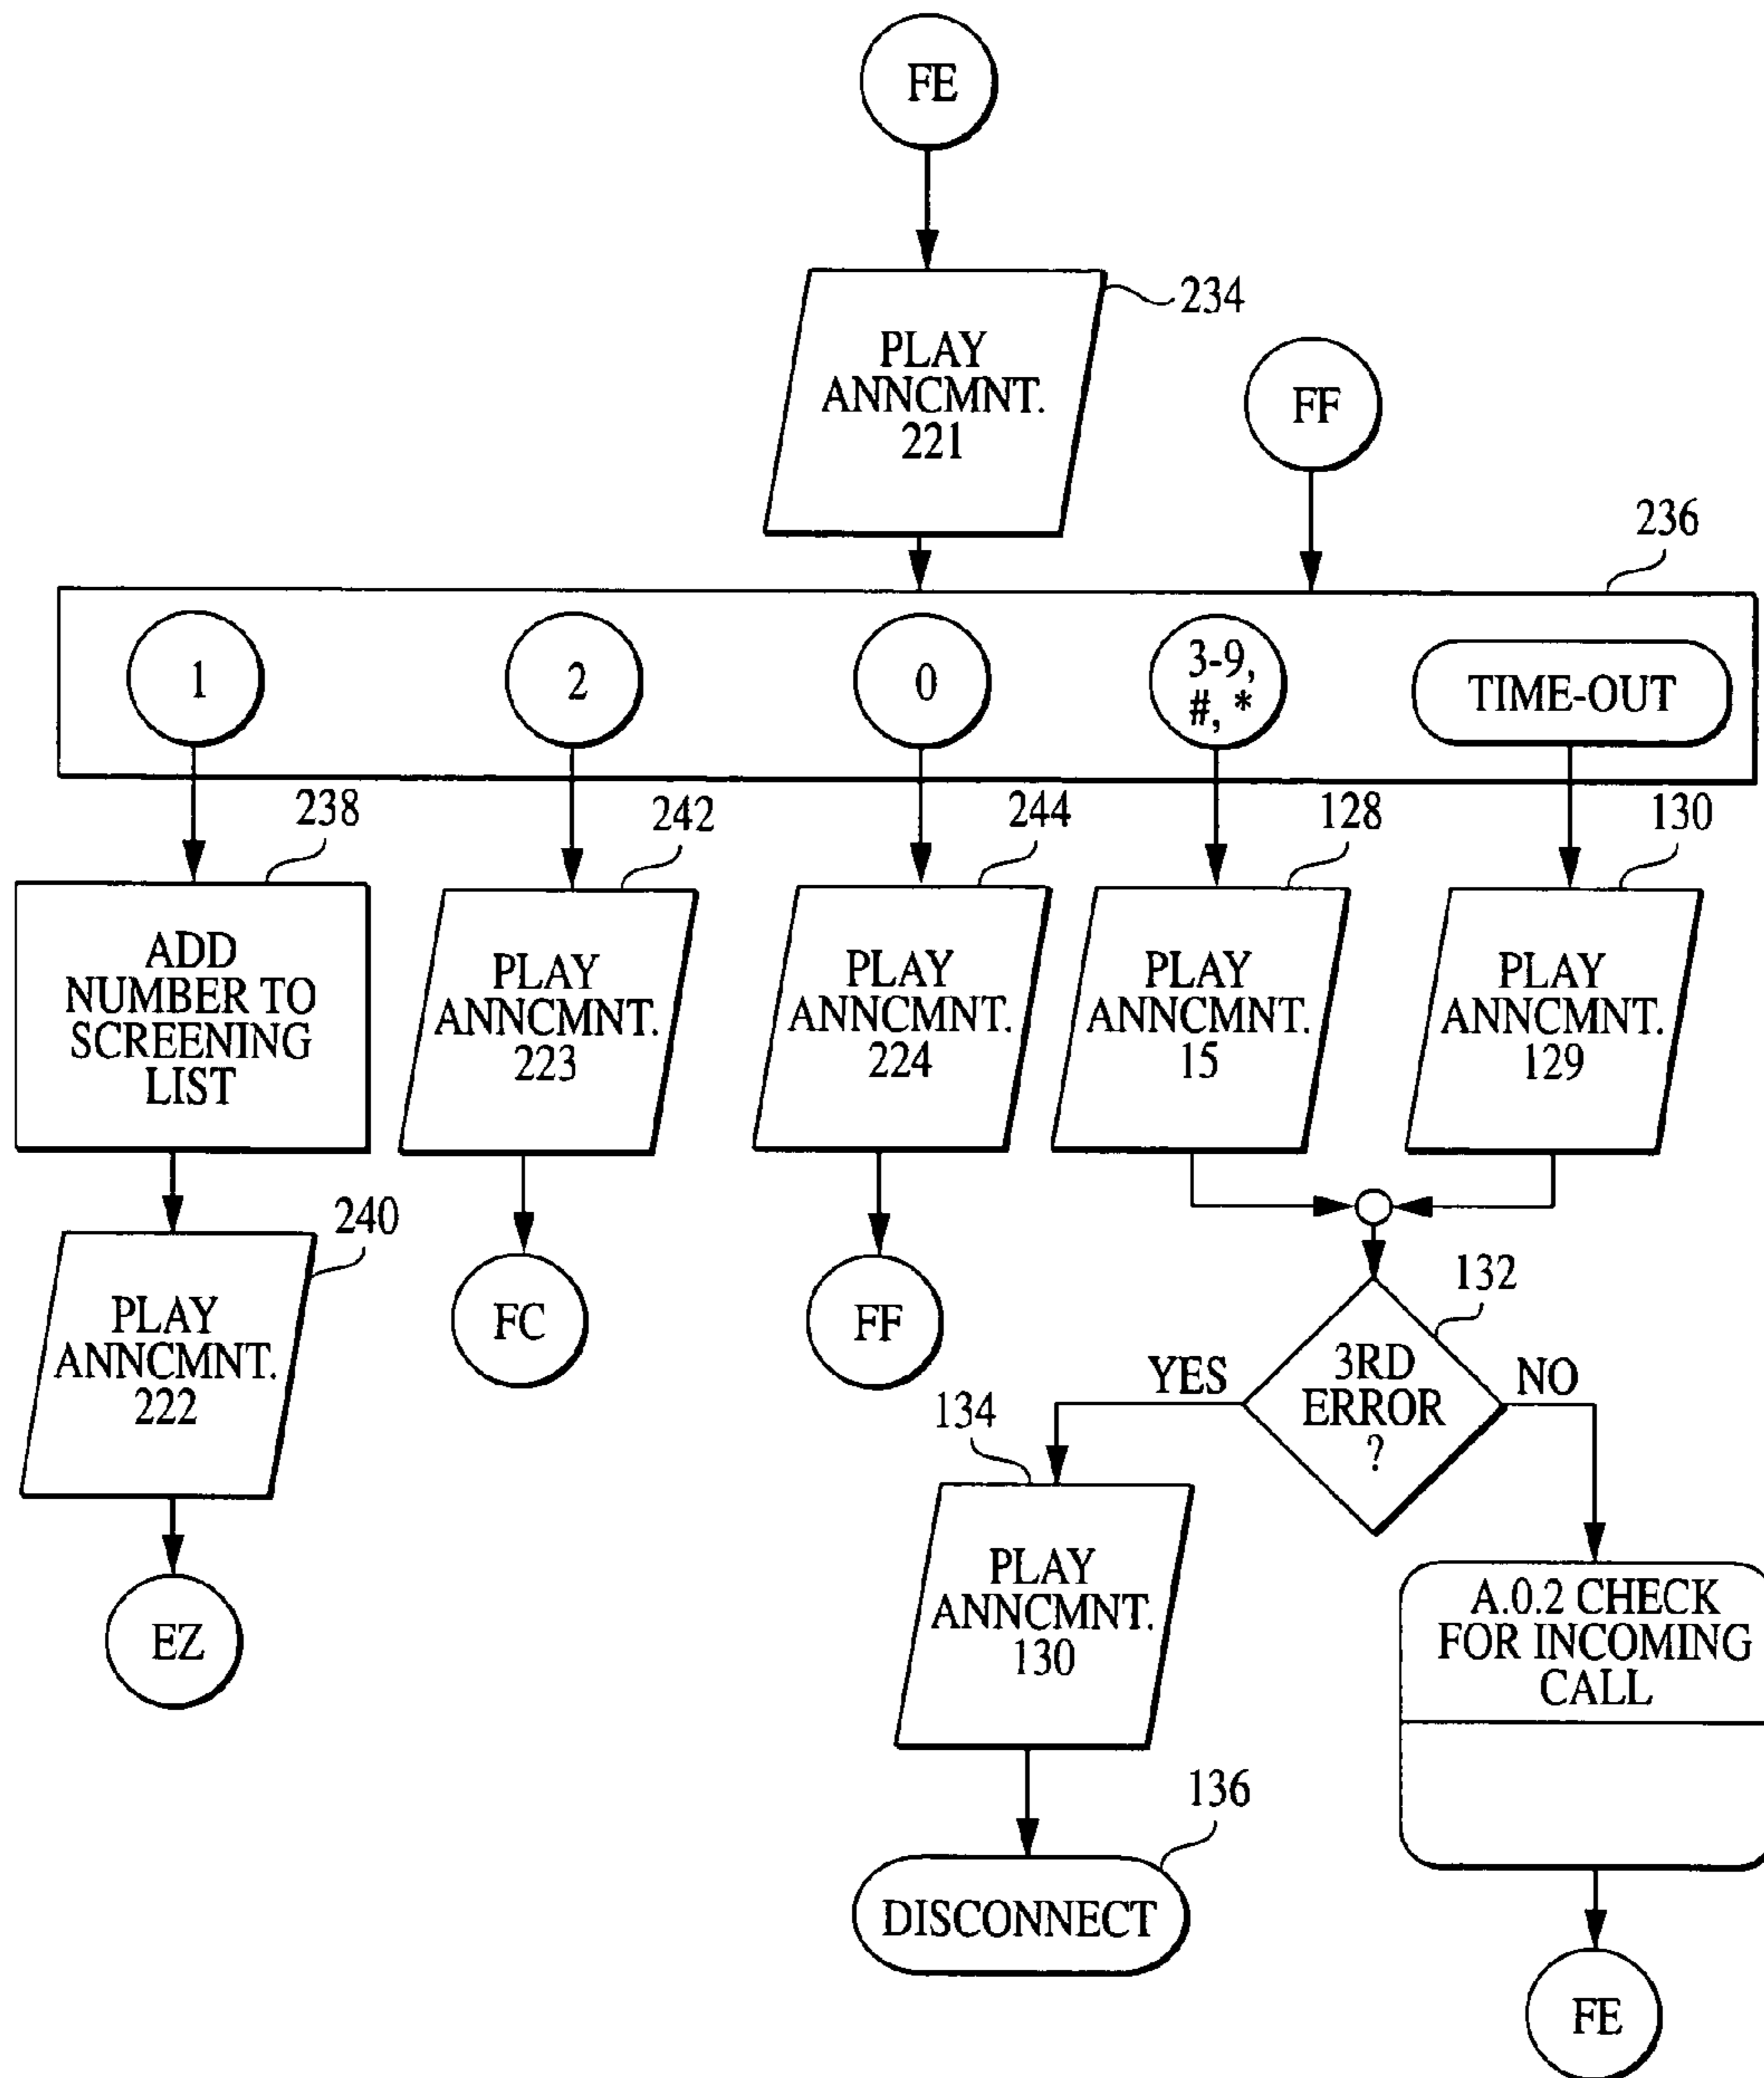 FE
234
PLAY
ANNCMNT.
221
FF
236
1
2
0
3-9,
#, *
TIME-OUT
238
242
244
128
130
ADD
NUMBER TO
SCREENING
LIST
PLAY
ANNCMNT.
223
PLAY
ANNCMNT.
224
PLAY
ANNCMNT.
15
PLAY
ANNCMNT.
129
240
PLAY
ANNCMNT.
222
FC
FF
132
3RD
ERROR
?
YES
NO
134
PLAY
ANNCMNT.
130
A.0.2 CHECK
FOR INCOMING
CALL
EZ
136
DISCONNECT
FE